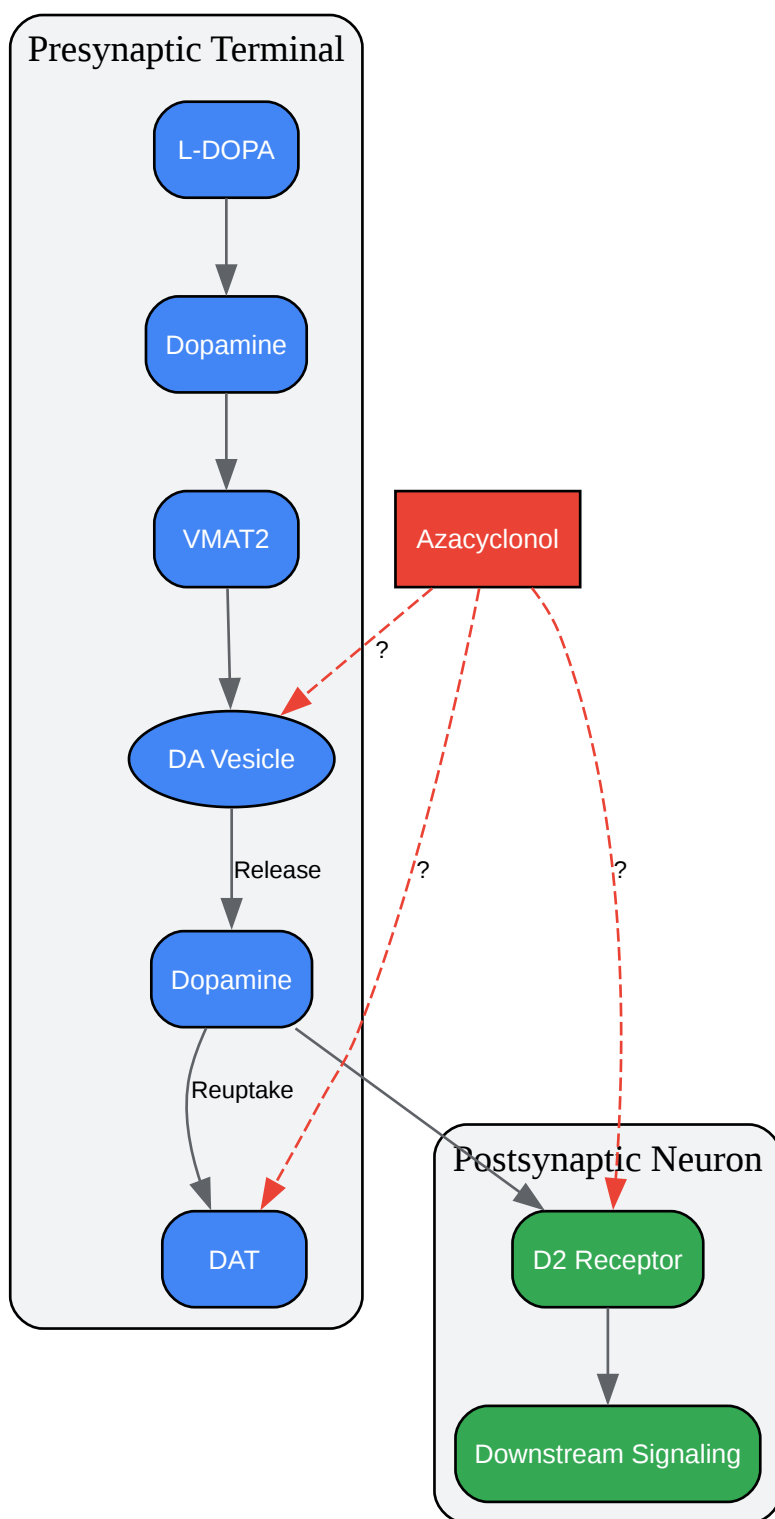 Presynaptic Terminal
L-DOPA
Dopamine
VMAT2
Azacyclonol
?
DA Vesicle
Release
?
?
Dopamine
Reuptake
Postsynaptic Neuron
DAT
D2 Receptor
Downstream Signaling